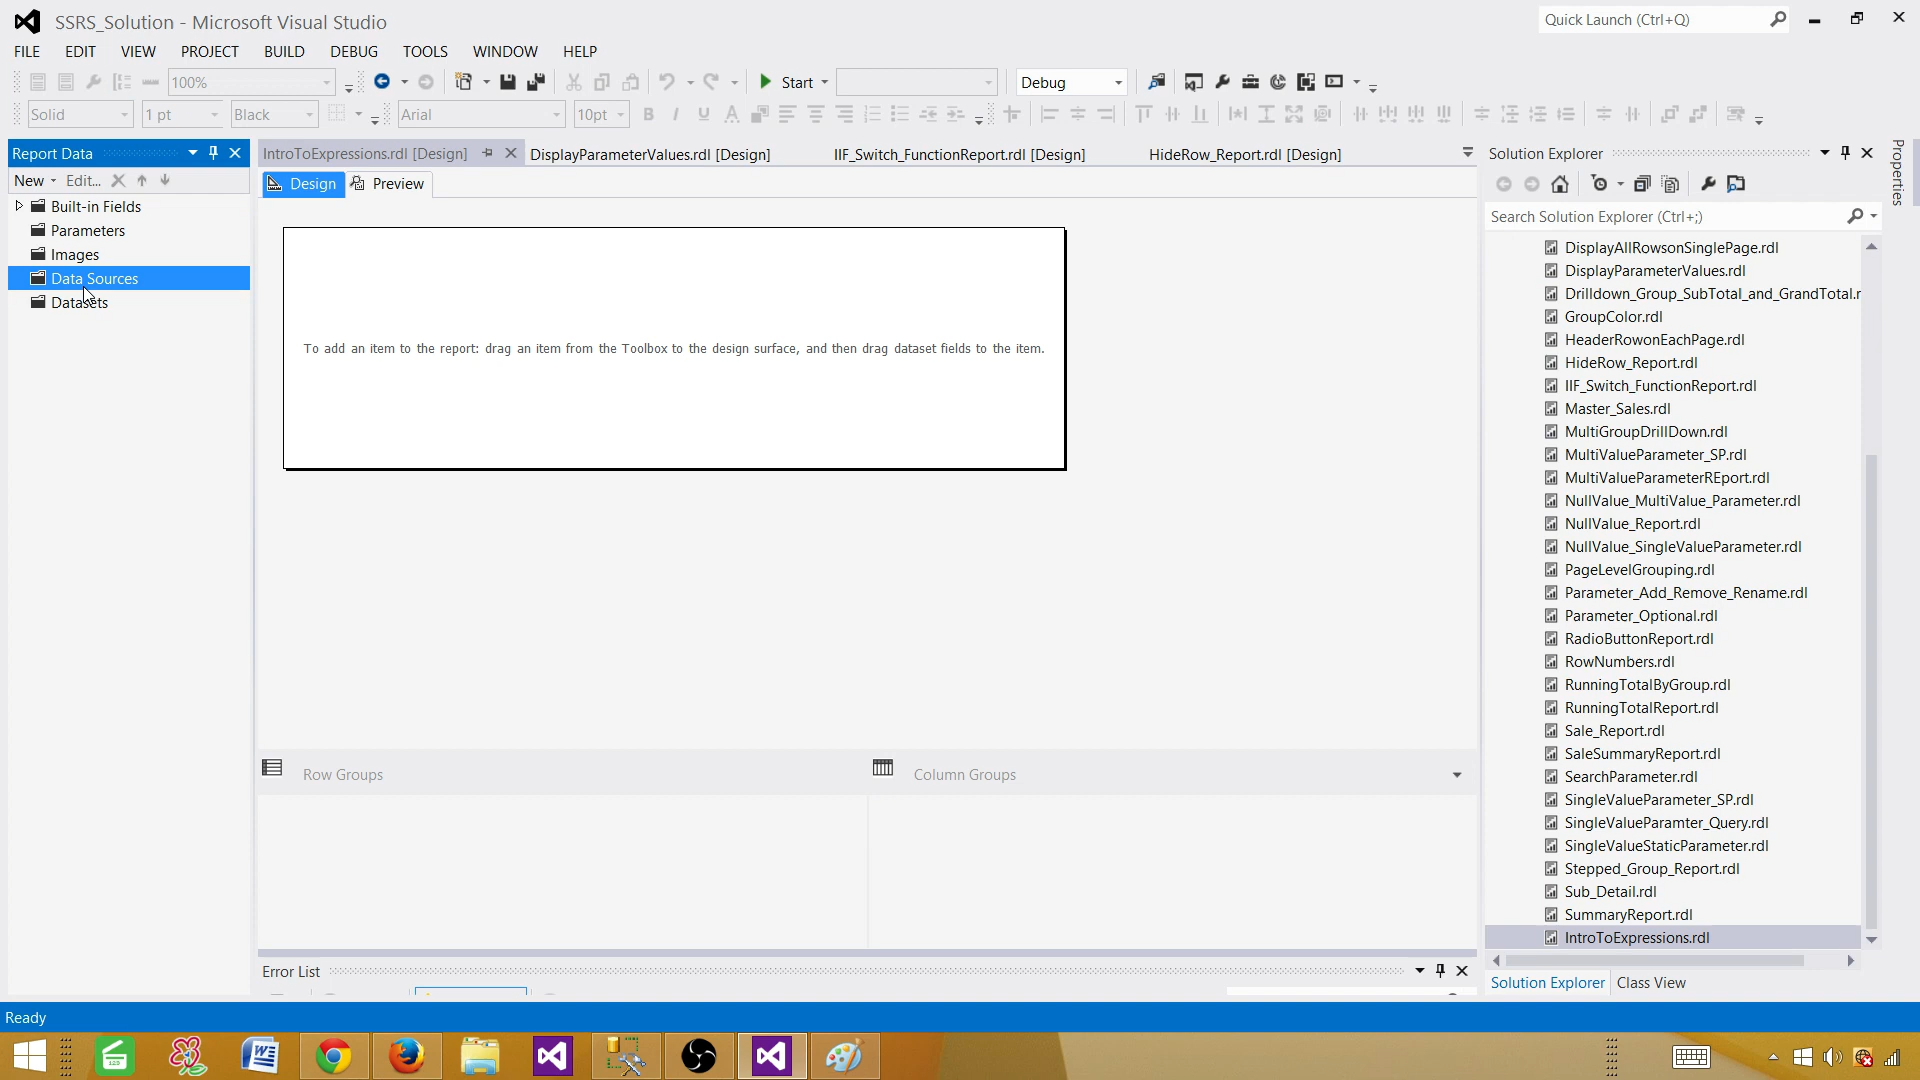 SSRS_Solution - Microsoft Visual Studio
Quick Launch (Ctrl+Q)
FILE EDIT VIEW PROJECT BUILD DEBUG TOOLS WINDOW HELP
100% Start Debug
Solid 1 pt Black Arial 10pt
Report Data
New Edit...
Built-in Fields
Parameters
Images
Data Sources
Datasets
IntroToExpressions.rdl [Design] DisplayParameterValues.rdl [Design] IIF_Switch_FunctionReport.rdl [Design] HideRow_Report.rdl [Design]
Design Preview
To add an item to the report: drag an item from the Toolbox to the design surface, and then drag dataset fields to the item.
Row Groups
Column Groups
Error List
Solution Explorer
Properties
Search Solution Explorer (Ctrl+;)
DisplayAllRowsonSinglePage.rdl
DisplayParameterValues.rdl
Drilldown_Group_SubTotal_and_GrandTotal.r
GroupColor.rdl
HeaderRowonEachPage.rdl
HideRow_Report.rdl
IIF_Switch_FunctionReport.rdl
Master_Sales.rdl
MultiGroupDrillDown.rdl
MultiValueParameter_SP.rdl
MultiValueParameterREport.rdl
NullValue_MultiValue_Parameter.rdl
NullValue_Report.rdl
NullValue_SingleValueParameter.rdl
PageLevelGrouping.rdl
Parameter_Add_Remove_Rename.rdl
Parameter_Optional.rdl
RadioButtonReport.rdl
RowNumbers.rdl
RunningTotalByGroup.rdl
RunningTotalReport.rdl
Sale_Report.rdl
SaleSummaryReport.rdl
SearchParameter.rdl
SingleValueParameter_SP.rdl
SingleValueParamter_Query.rdl
SingleValueStaticParameter.rdl
Stepped_Group_Report.rdl
Sub_Detail.rdl
SummaryReport.rdl
IntroToExpressions.rdl
Solution Explorer Class View
Ready